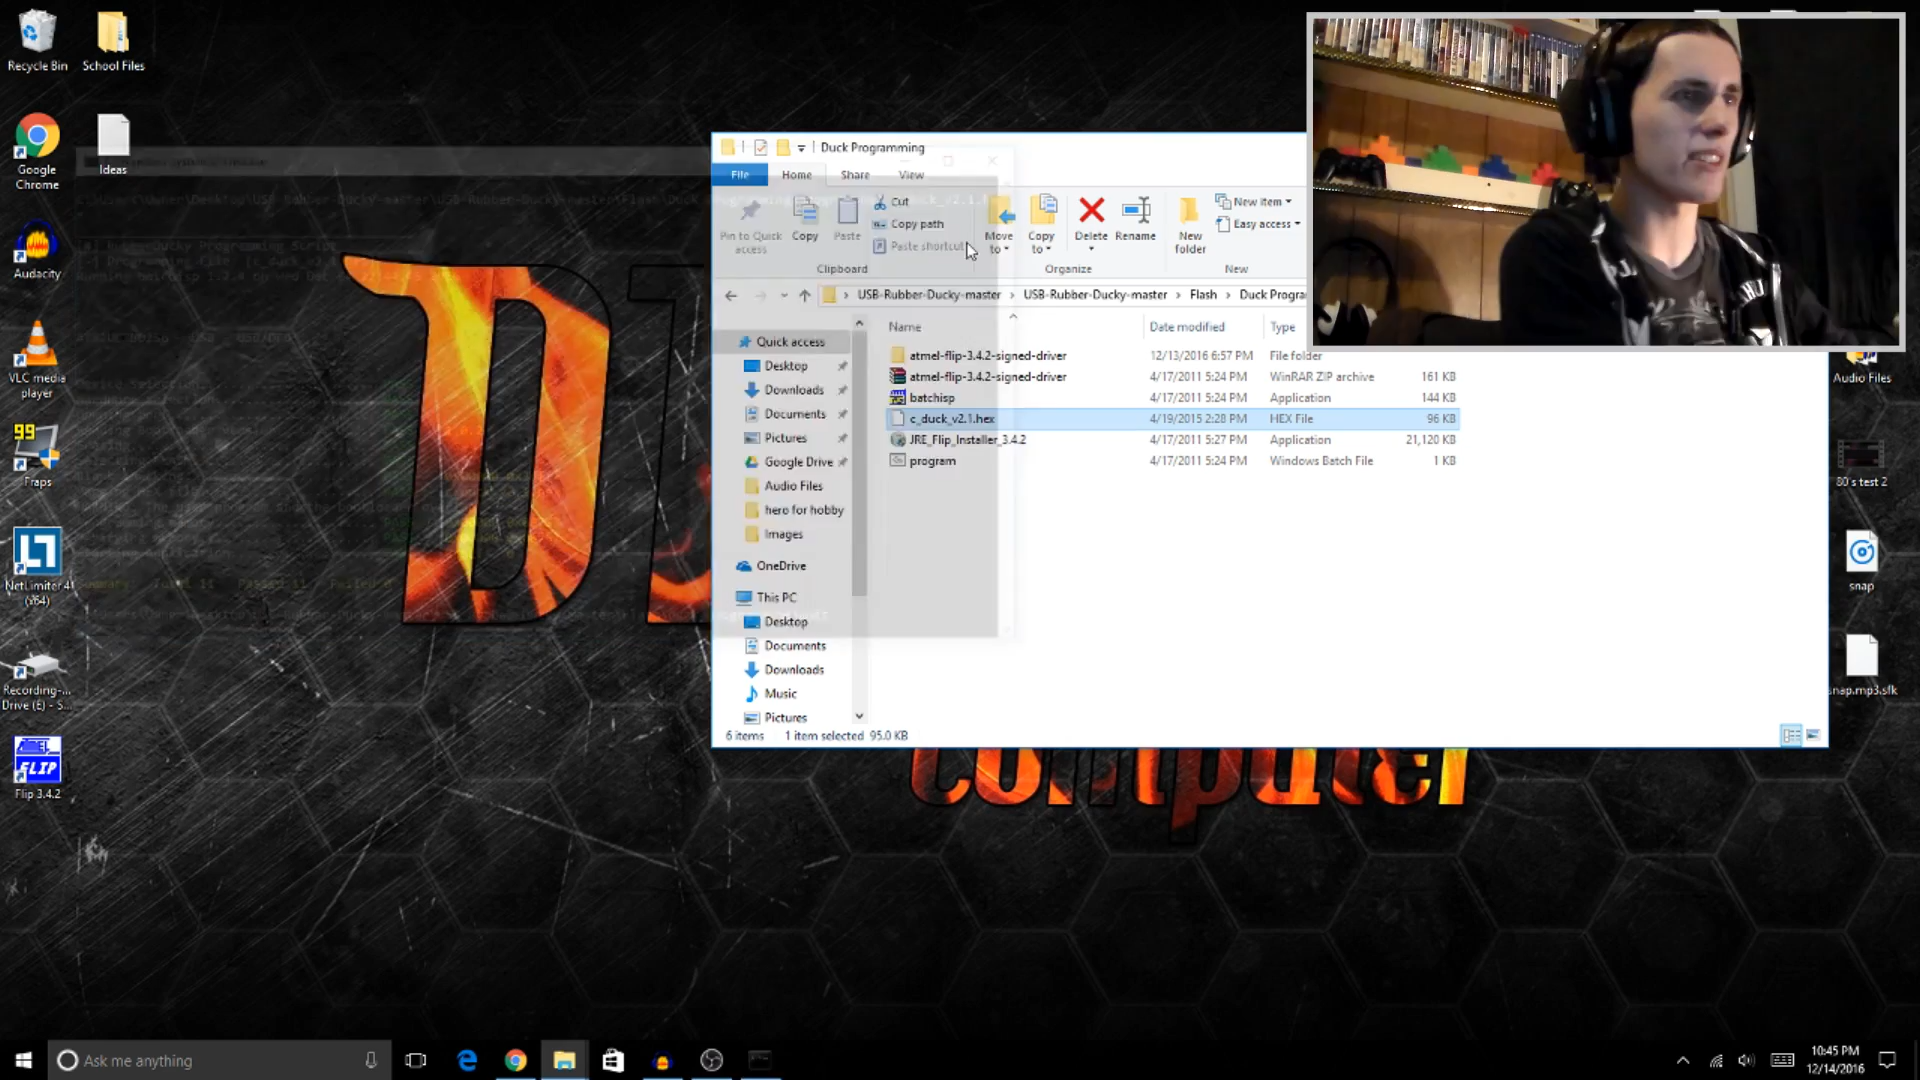 Recycle Bin
School Files
Google
Chrome
Ideas
Audacity
VLC media
player
Fraps
99
NetLimiter 4
(x64)
Recording-...
Drive (E) - S...
ATMEL
FLIP
Flip 3.4.2
Duck Programming
File
Home
Share
View
Pin to Quick
access
Copy
Paste
Cut
Copy path
Paste shortcut
Clipboard
Move
to
Copy
to
Delete
Rename
Organize
New
folder
New item
Easy access
New
USB-Rubber-Ducky-master
USB-Rubber-Ducky-master
Flash
Duck Progra
Name
Date modified
Type
atmel-flip-3.4.2-signed-driver 12/13/2016 6:57 PM File folder
atmel-flip-3.4.2-signed-driver 4/17/2011 5:24 PM WinRAR ZIP archive 161 KB
batchisp 4/17/2011 5:24 PM Application 144 KB
c_duck_v2.1.hex 4/19/2015 2:28 PM HEX File 96 KB
JRE_Flip_Installer_3.4.2 4/17/2011 5:27 PM Application 21,120 KB
program 4/17/2011 5:24 PM Windows Batch File 1 KB
Quick access
Desktop
Downloads
Documents
Pictures
Google Drive
Audio Files
hero for hobby
Images
OneDrive
This PC
Desktop
Documents
Downloads
Music
Pictures
6 items 1 item selected 95.0 KB
computer
Audio Files
80's test 2
snap
snap.mp3.sfk
Ask me anything
10:45 PM
12/14/2016